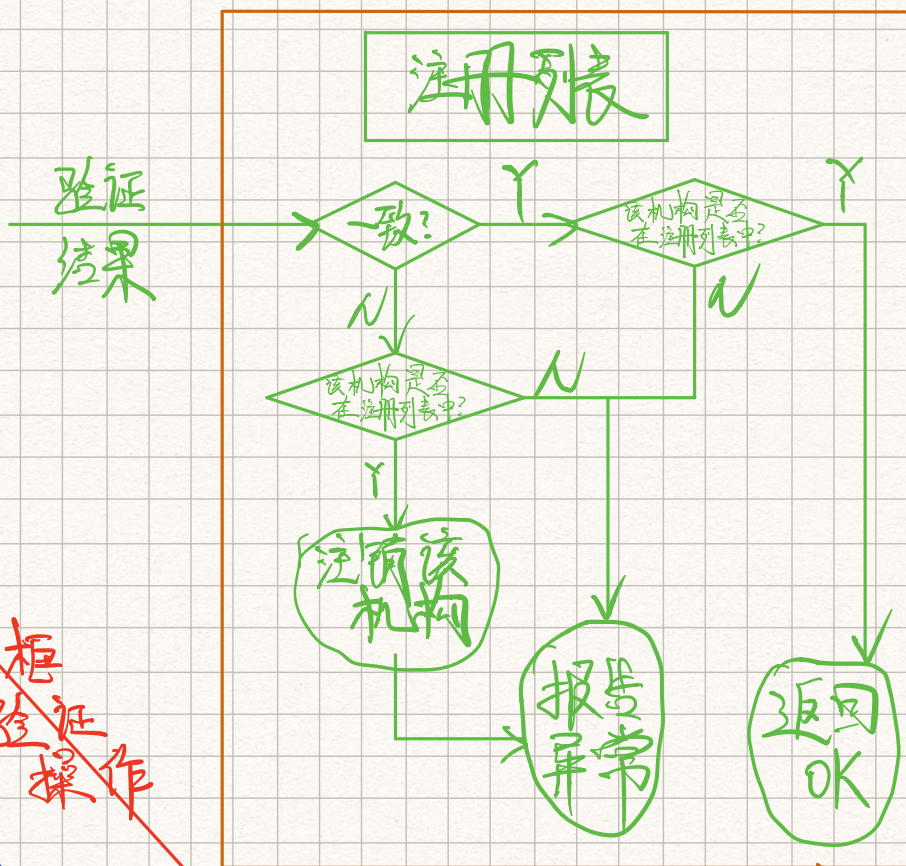 注册列表
验证
结果
一致?
Y
该机构是否
在注册列表中?
Y
N
N
该机构是否
在注册列表中?
N
Y
注销该
机构
报告
异常
返回
OK
框
验证
操作